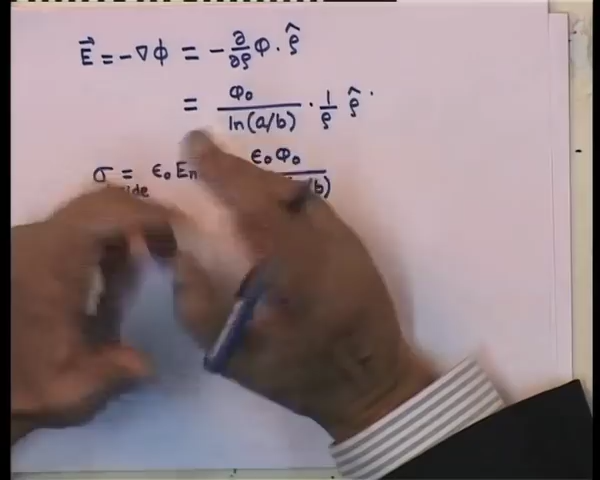 E⃗ = -∇ϕ = -∂/∂ρ Φ · ρ̂
= Φ₀/ln(a/b) · 1/ρ ρ̂
σ = ε₀ En ε₀Φ₀/ b)